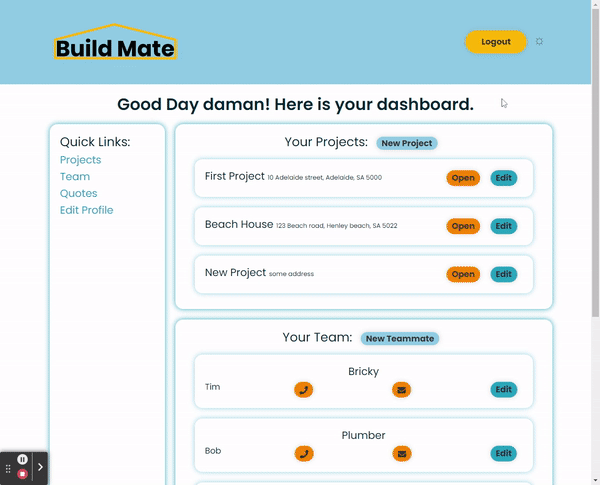 Build Mate
Logout
Good Day daman! Here is your dashboard.
Quick Links:
Projects
Team
Quotes
Edit Profile
Your Projects: New Project
First Project 10 Adelaide street, Adelaide, SA 5000 Open Edit
Beach House 123 Beach road, Henley beach, SA 5022 Open Edit
New Project some address Open Edit
Your Team: New Teammate
Bricky
Tim Edit
Plumber
Bob Edit